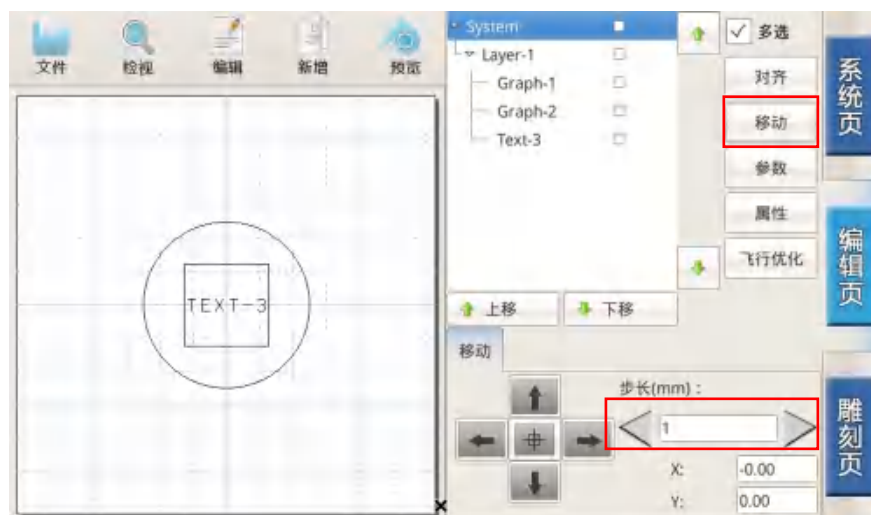 文件 检视 编辑 新增 预览
TEXT-3
System
Layer-1
Graph-1
Graph-2
Text-3
多选
对齐
移动
参数
属性
飞行优化
上移 下移
移动
步长(mm) :
1
X: -0.00
Y: 0.00
系统页
编辑页
雕刻页